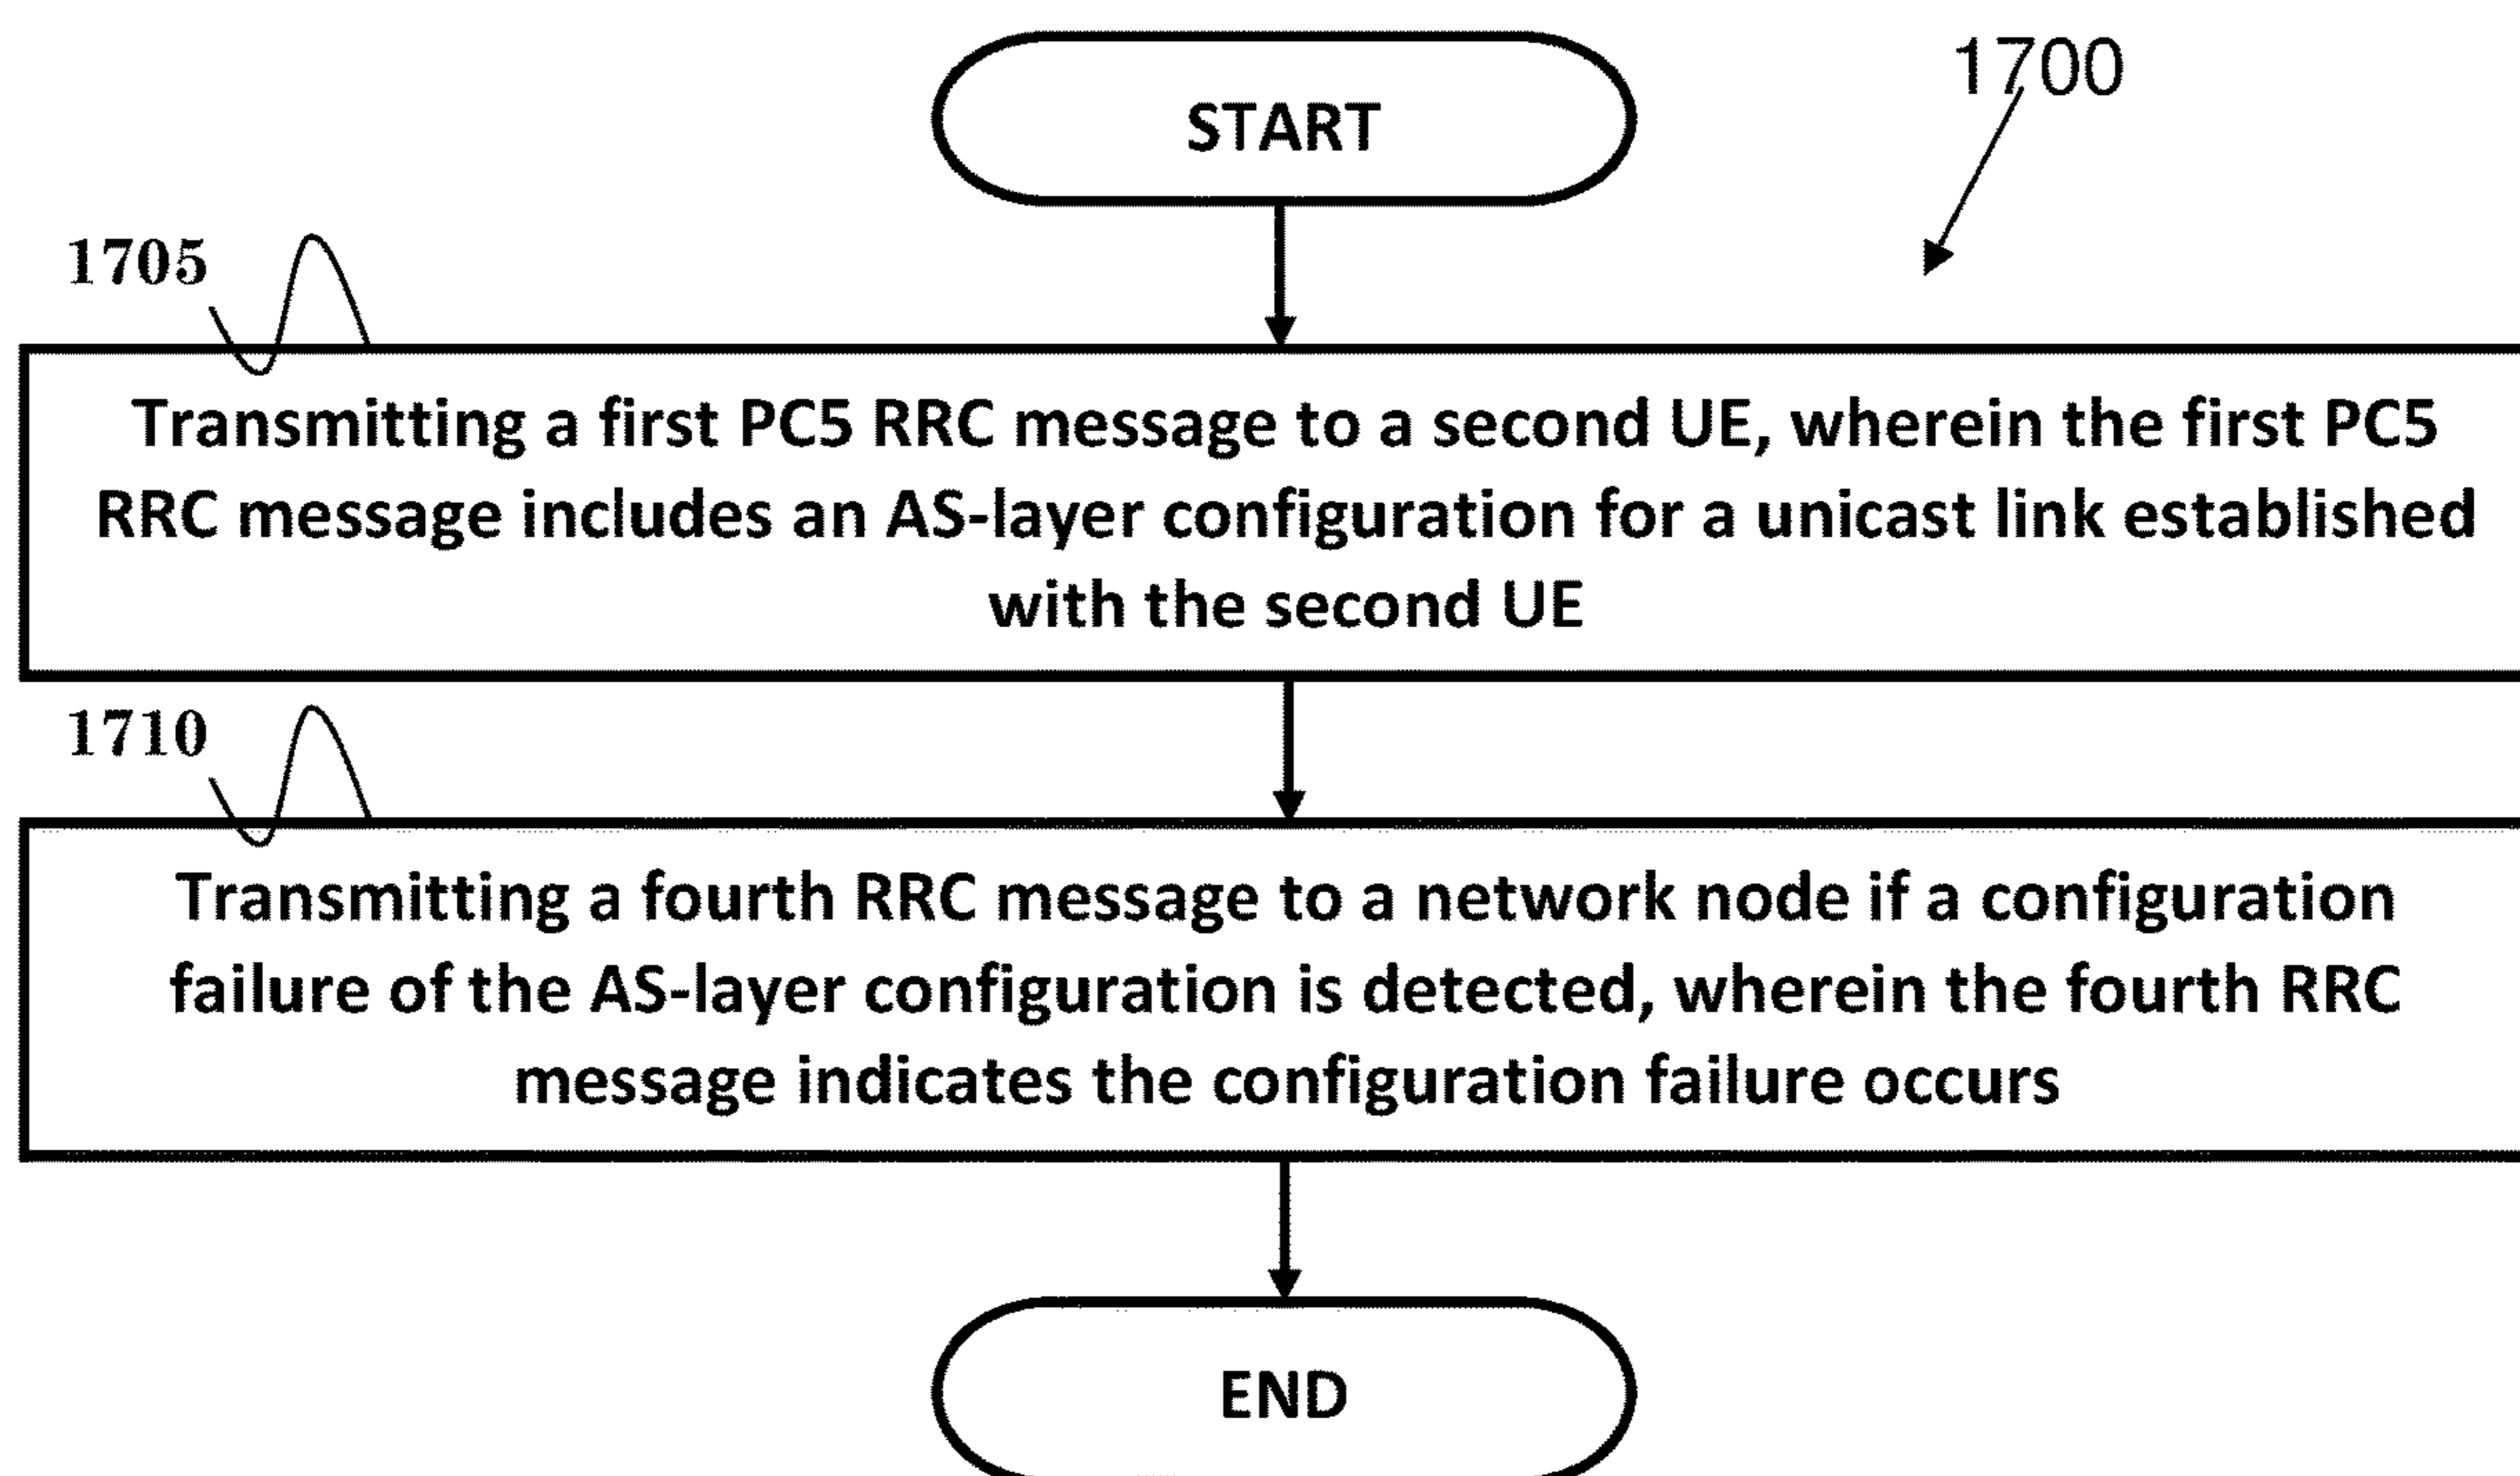 START
1700
1705
Transmitting a first PC5 RRC message to a second UE, wherein the first PC5
RRC message includes an AS-layer configuration for a unicast link established
with the second UE
1710
Transmitting a fourth RRC message to a network node if a configuration
failure of the AS-layer configuration is detected, wherein the fourth RRC
message indicates the configuration failure occurs
END